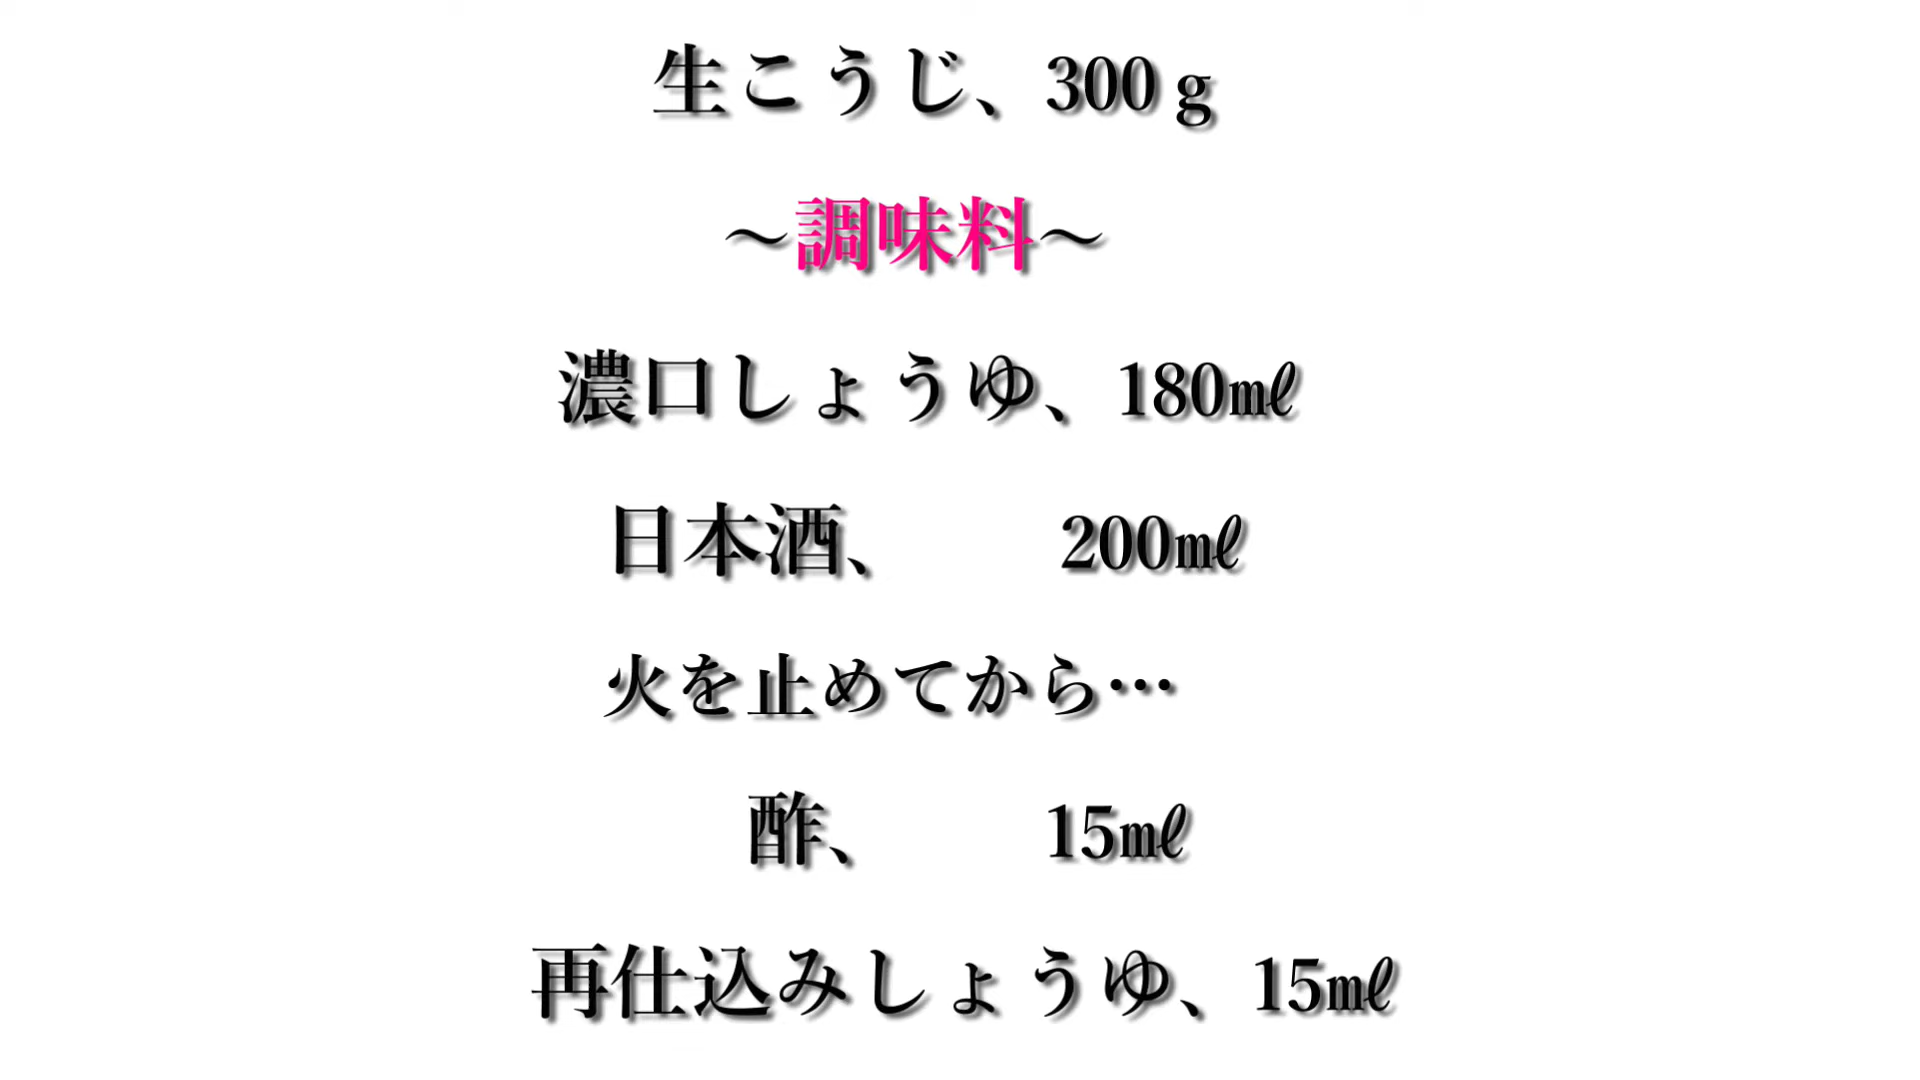 生こうじ、300g
～調味料～
濃口しょうゆ、180㎖
日本酒、 200㎖
火を止めてから…
酢、 15㎖
再仕込みしょうゆ、15㎖